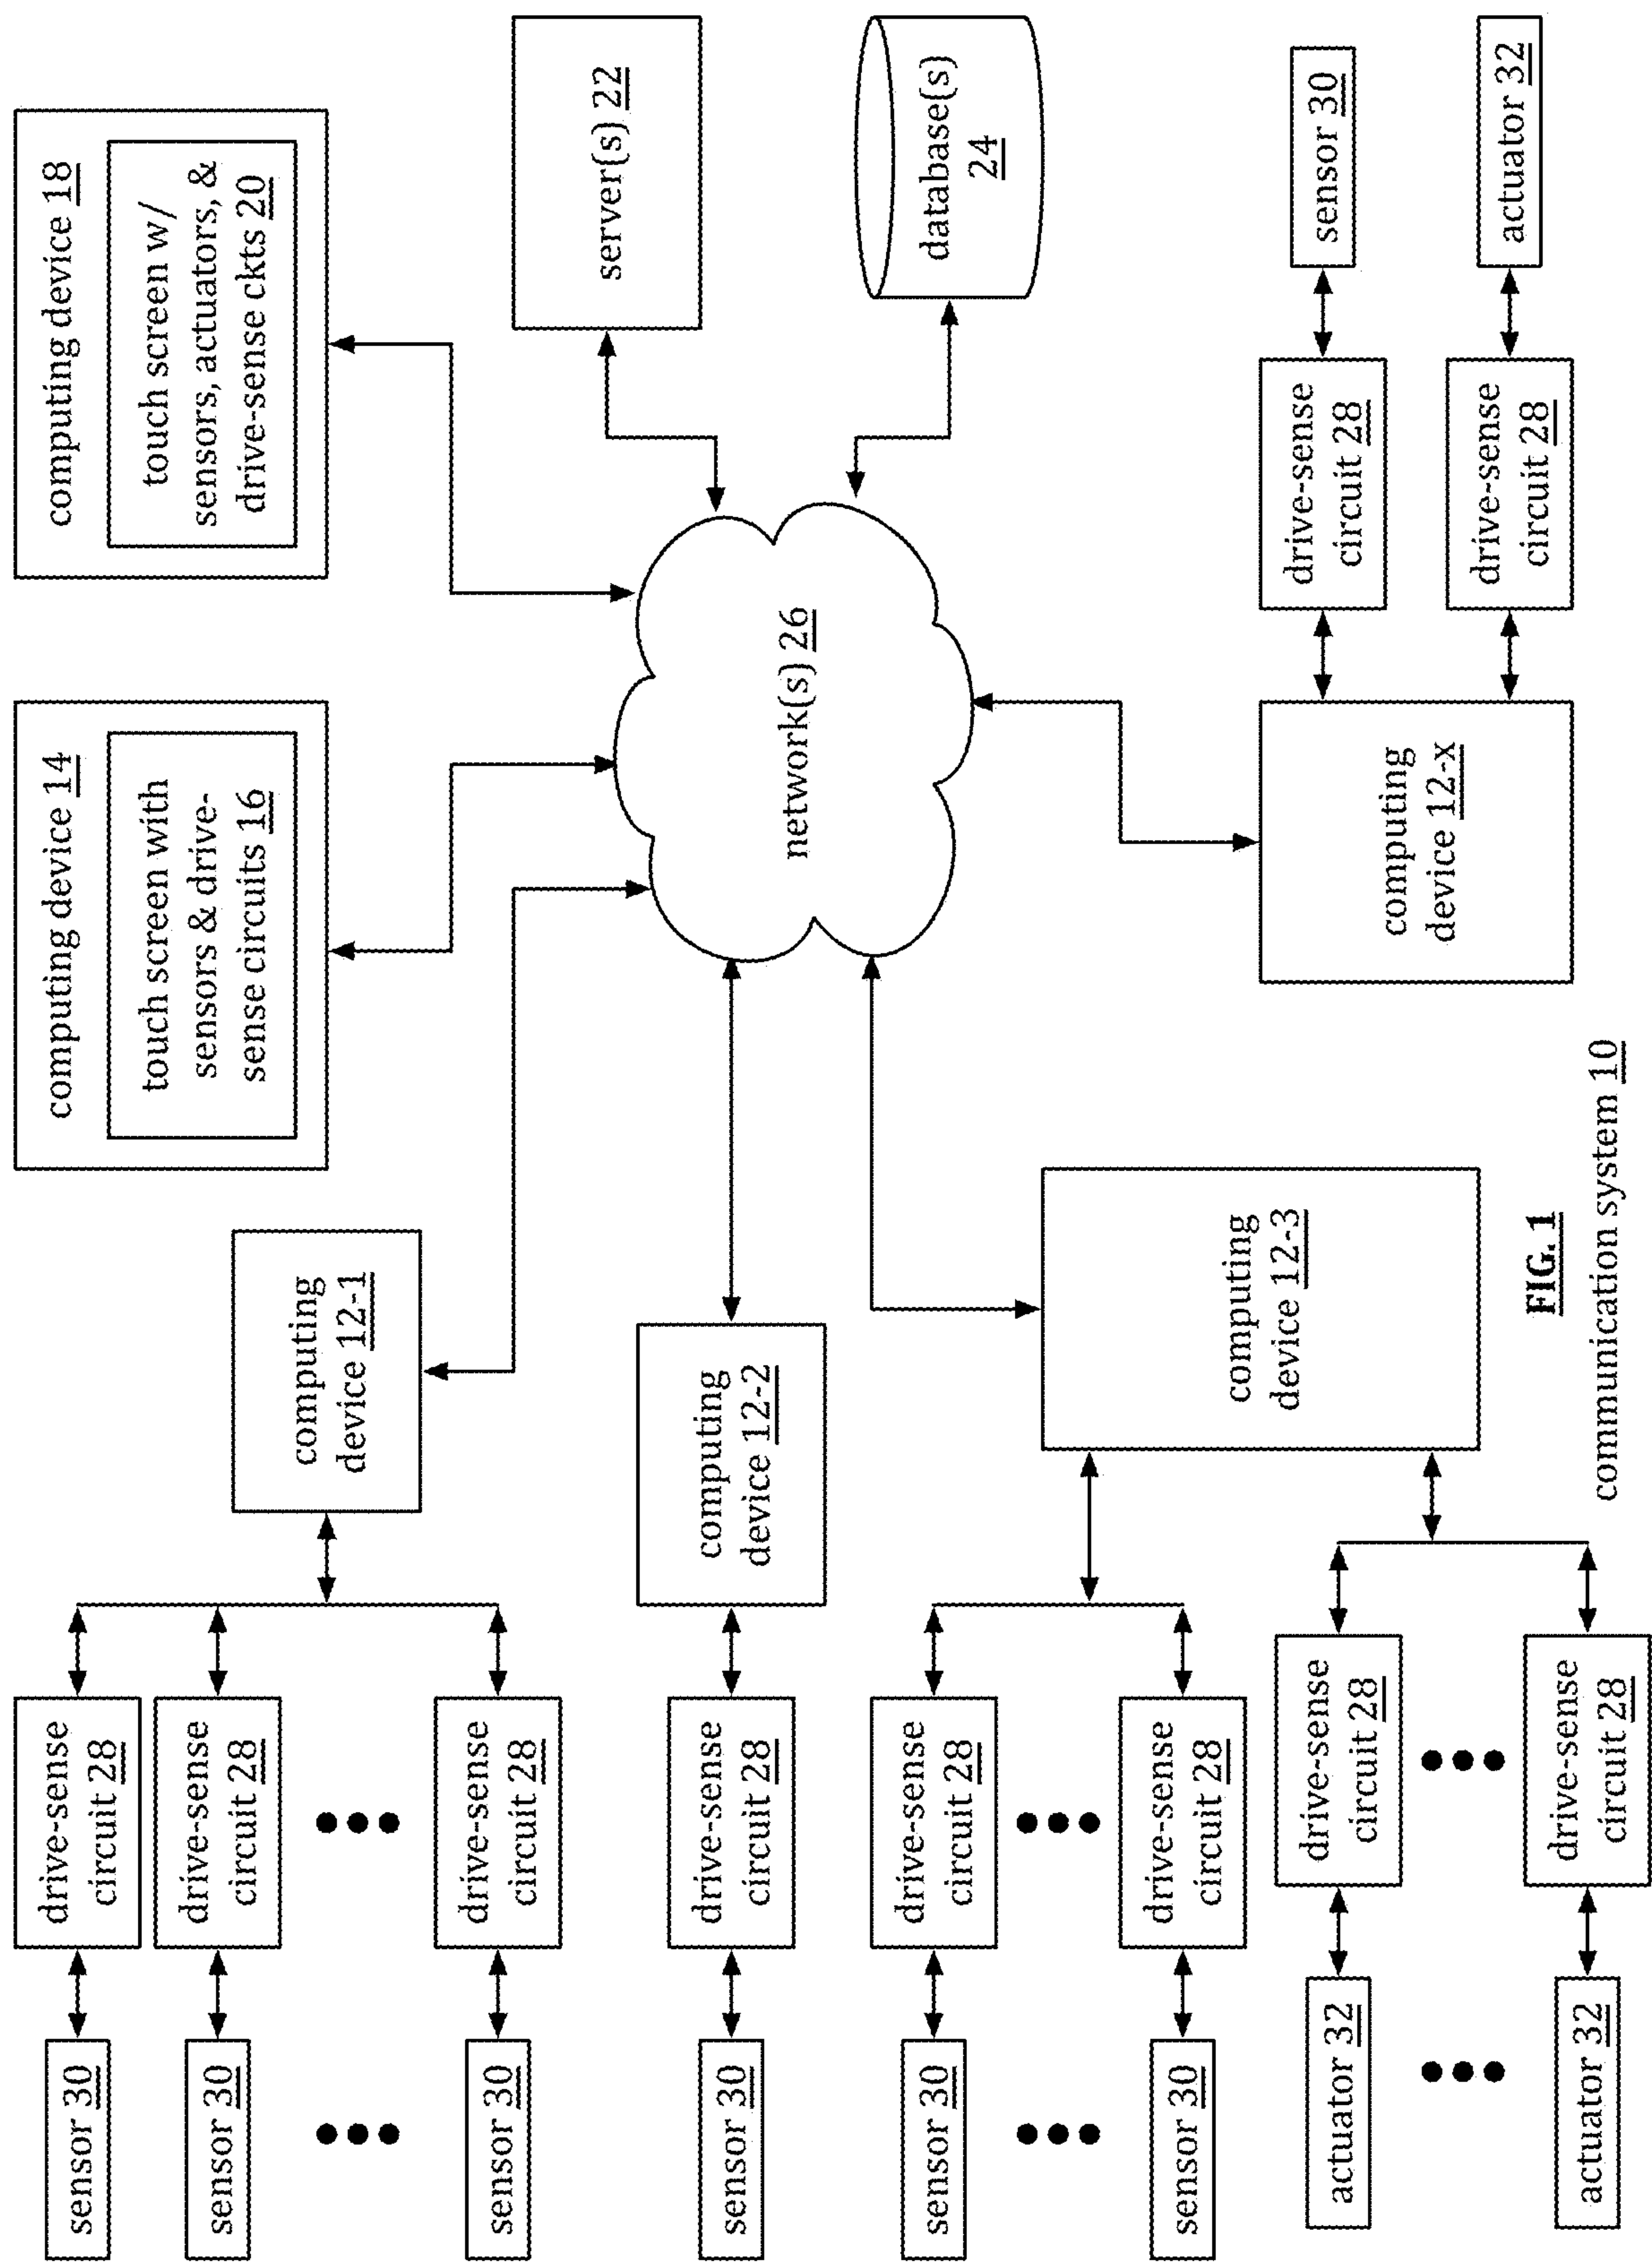 sensor 30
drive-sense
circuit 28
sensor 30
drive-sense
circuit 28
sensor 30
drive-sense
circuit 28
computing
device 12-1
computing device 14
touch screen with
sensors & drive-
sense circuits 16
computing device 18
touch screen w/
sensors, actuators, &
drive-sense ckts 20
sensor 30
drive-sense
circuit 28
computing
device 12-2
network(s) 26
server(s) 22
database(s)
24
sensor 30
drive-sense
circuit 28
sensor 30
drive-sense
circuit 28
computing
device 12-3
actuator 32
drive-sense
circuit 28
actuator 32
drive-sense
circuit 28
computing
device 12-x
drive-sense
circuit 28
sensor 30
drive-sense
circuit 28
actuator 32
FIG. 1
communication system 10